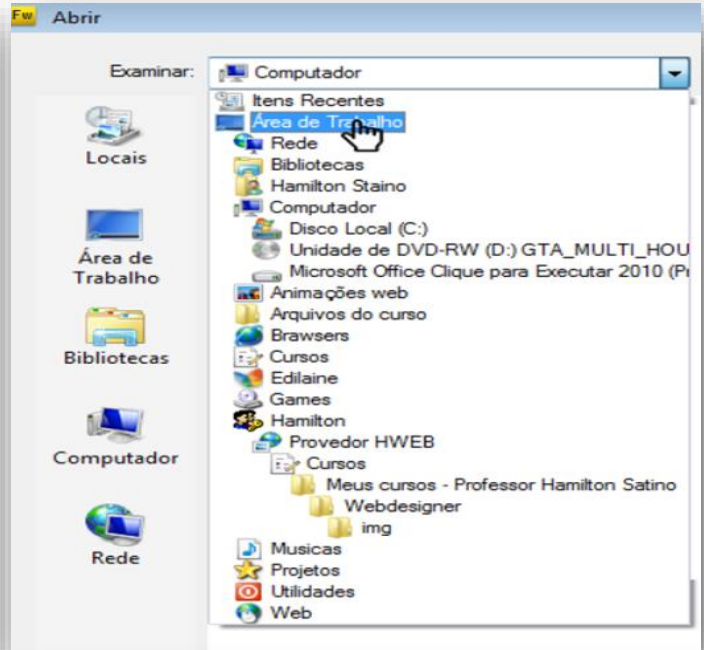 Fw Abrir
Examinar: Computador
Itens Recentes
Área de Trabalho
Rede
Bibliotecas
Hamilton Staino
Computador
Disco Local (C:)
Unidade de DVD-RW (D:) GTA_MULTI_HOU
Microsoft Office Clique para Executar 2010 (Pr
Animações web
Arquivos do curso
Browsers
Cursos
Edilaine
Games
Hamilton
Provedor HWEB
Cursos
Meus cursos - Professor Hamilton Satino
Webdesigner
img
Musicas
Projetos
Utilidades
Web
Locais
Área de
Trabalho
Bibliotecas
Computador
Rede